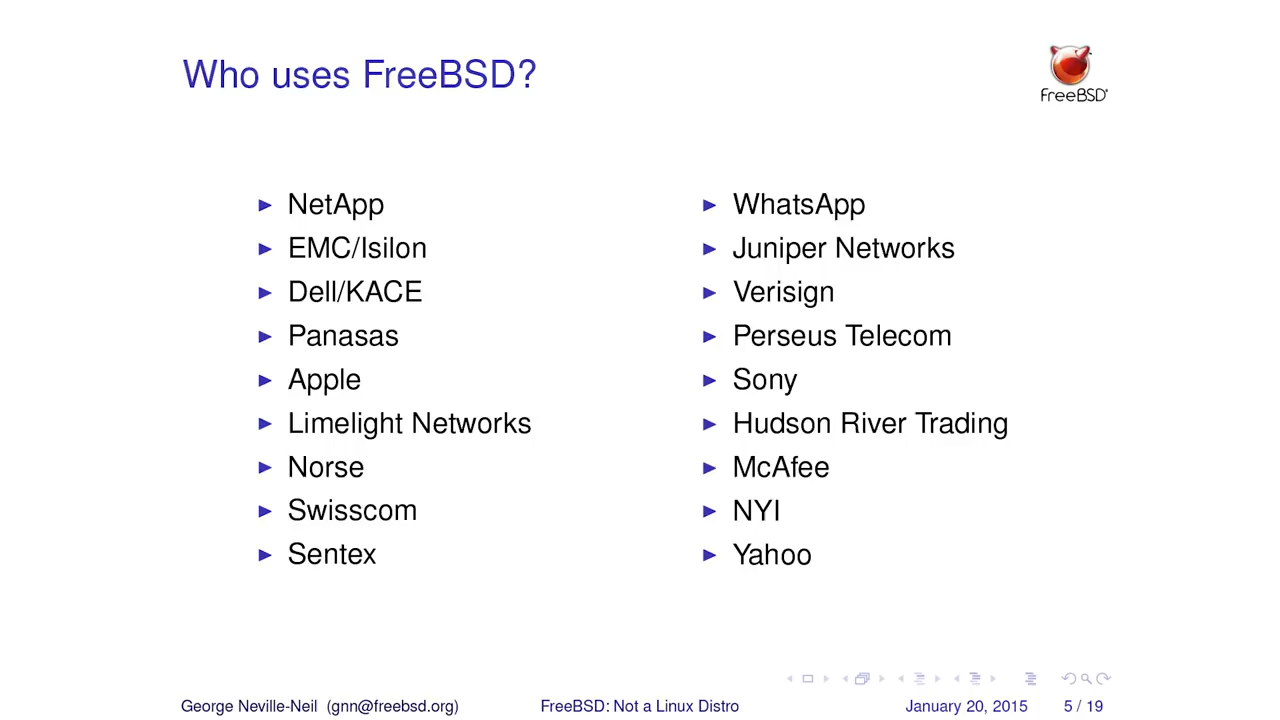 Who uses FreeBSD?
FreeBSD
NetApp
EMC/Isilon
Dell/KACE
Panasas
Apple
Limelight Networks
Norse
Swisscom
Sentex
WhatsApp
Juniper Networks
Verisign
Perseus Telecom
Sony
Hudson River Trading
McAfee
NYI
Yahoo
George Neville-Neil (gnn@freebsd.org) FreeBSD: Not a Linux Distro January 20, 2015 5 / 19